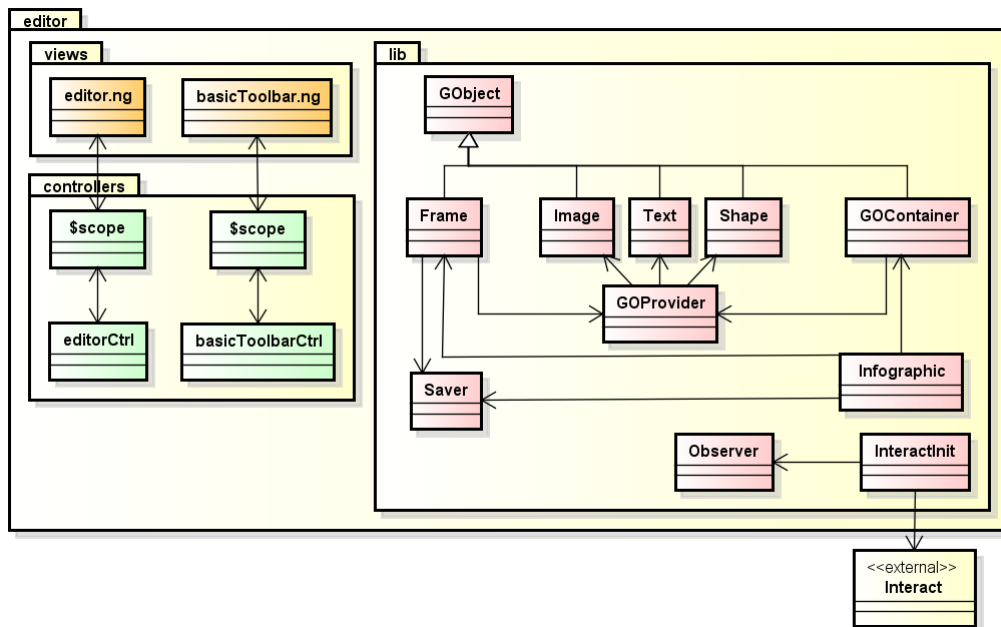 editor
views
lib
editor.ng
basicToolbar.ng
GObject
controllers
$scope
$scope
Frame
Image
Text
Shape
GOContainer
GOProvider
editorCtrl
basicToolbarCtrl
Saver
Infographic
Observer
InteractInit
<<external>>
Interact